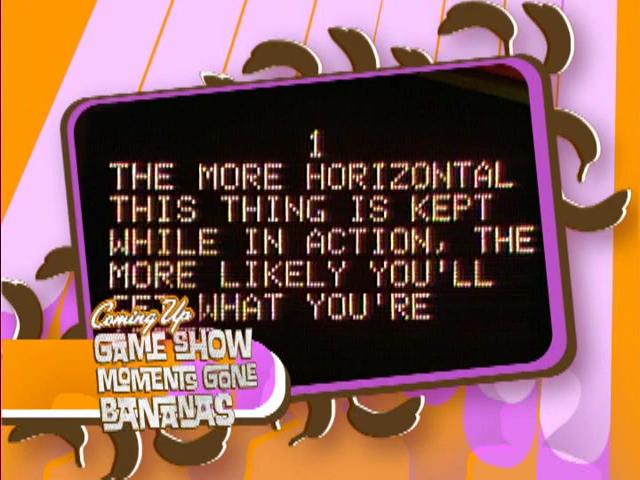 1
THE MORE HORIZONTAL
THIS THING IS KEPT
WHILE IN ACTION, THE
MORE LIKELY YOU'LL
WHAT YOU'RE
Coming Up
GAME SHOW
MOMENTS GONE
BANANAS